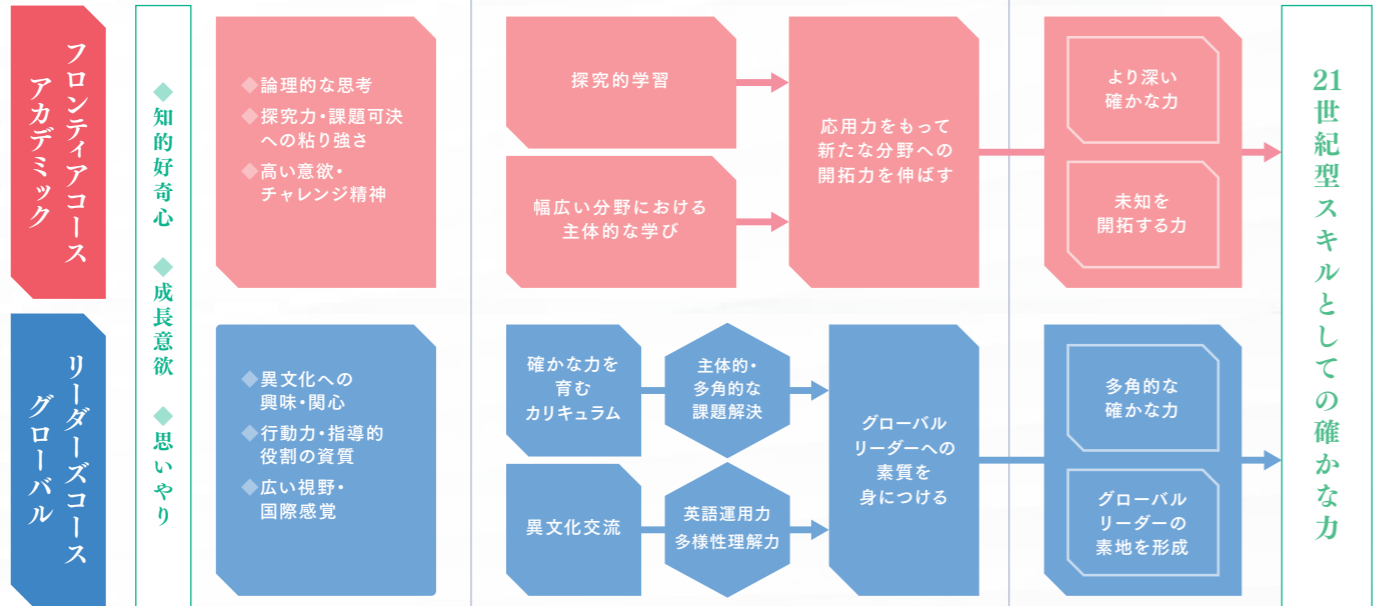 フロンティアコース
アカデミック
◆知的好奇心 ◆成長意欲 ◆思いやり
◆論理的な思考
◆探究力・課題可決
への粘り強さ
◆高い意欲・
チャレンジ精神
探究的学習
幅広い分野における
主体的な学び
応用力をもって
新たな分野への
開拓力を伸ばす
より深い
確かな力
未知を
開拓する力
21世紀型スキルとしての確かな力
リーダーズコース
グローバル
◆異文化への
興味・関心
◆行動力・指導的
役割の資質
◆広い視野・
国際感覚
確かな力を
育む
カリキュラム
主体的・
多角的な
課題解決
異文化交流
英語運用力
多様性理解力
グローバル
リーダーへの
素質を
身につける
多角的な
確かな力
グローバル
リーダーの
素地を形成